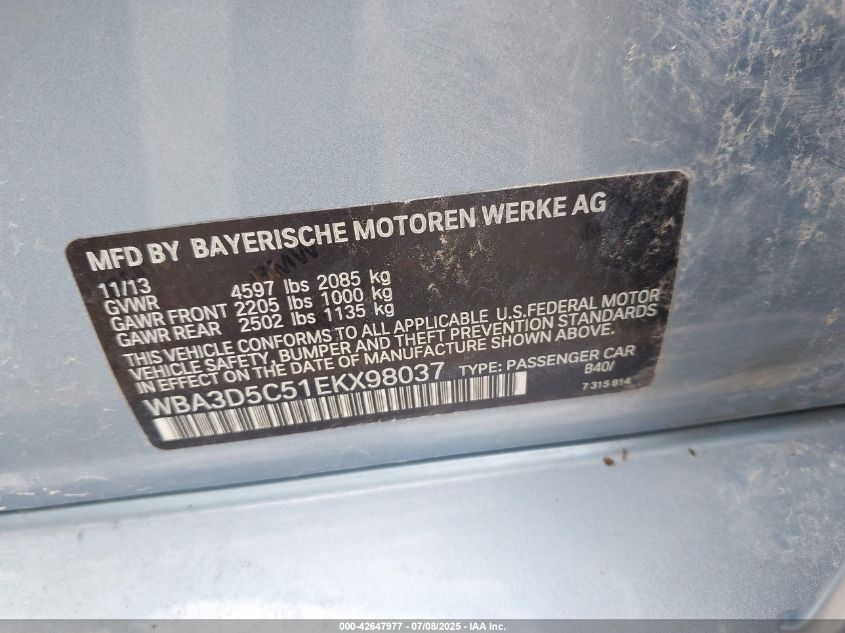 MFD BY BAYERISCHE MOTOREN WERKE AG
11/13
GVWR 4597 lbs 2085 kg
GAWR FRONT 2205 lbs 1000 kg
GAWR REAR 2502 lbs 1135 kg
THIS VEHICLE CONFORMS TO ALL APPLICABLE U.S.FEDERAL MOTOR
VEHICLE SAFETY, BUMPER AND THEFT PREVENTION STANDARDS
IN EFFECT ON THE DATE OF MANUFACTURE SHOWN ABOVE.
WBA3D5C51EKX98037 TYPE: PASSENGER CAR
B40/
7 315 814
000-42647977 - 07/08/2025 - IAA Inc.